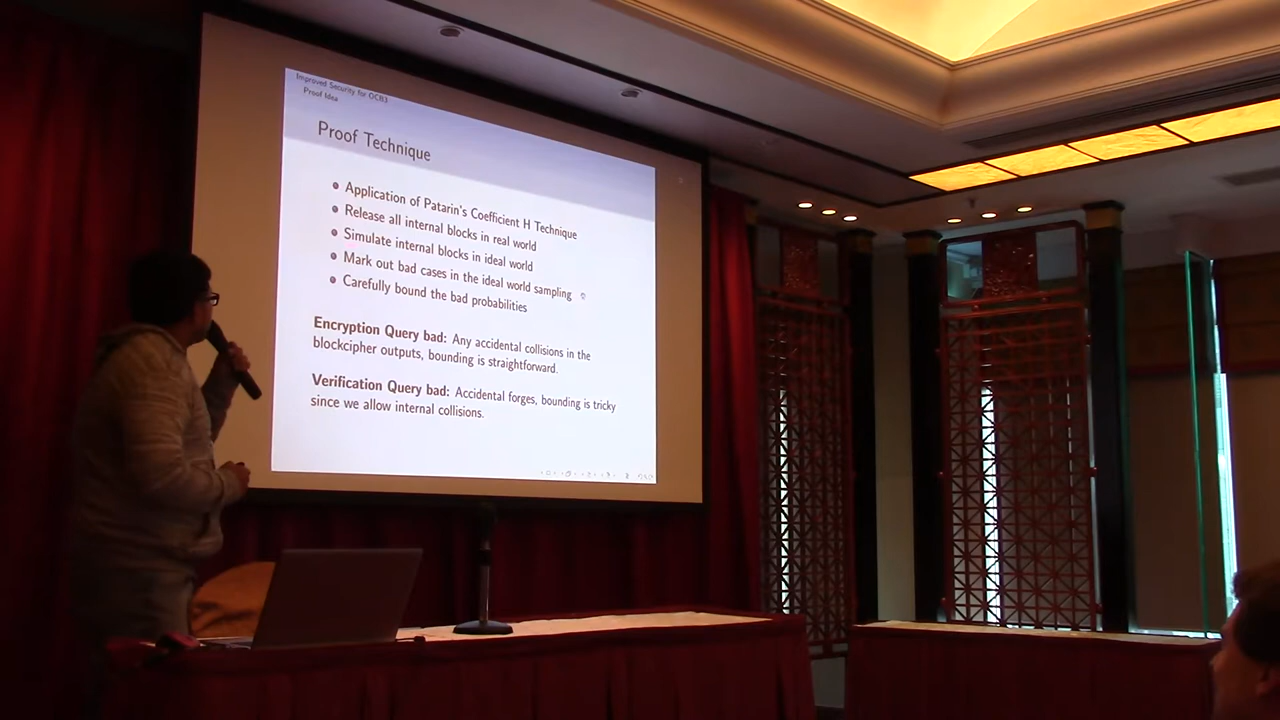 Improved Security for OCB3
Proof Idea
Proof Technique
Application of Patarin's Coefficient H Technique
Release all internal blocks in real world
Simulate internal blocks in ideal world
Mark out bad cases in the ideal world sampling
Carefully bound the bad probabilities
Encryption Query bad: Any accidental collisions in the
blockcipher outputs, bounding is straightforward.
Verification Query bad: Accidental forges, bounding is tricky
since we allow internal collisions.